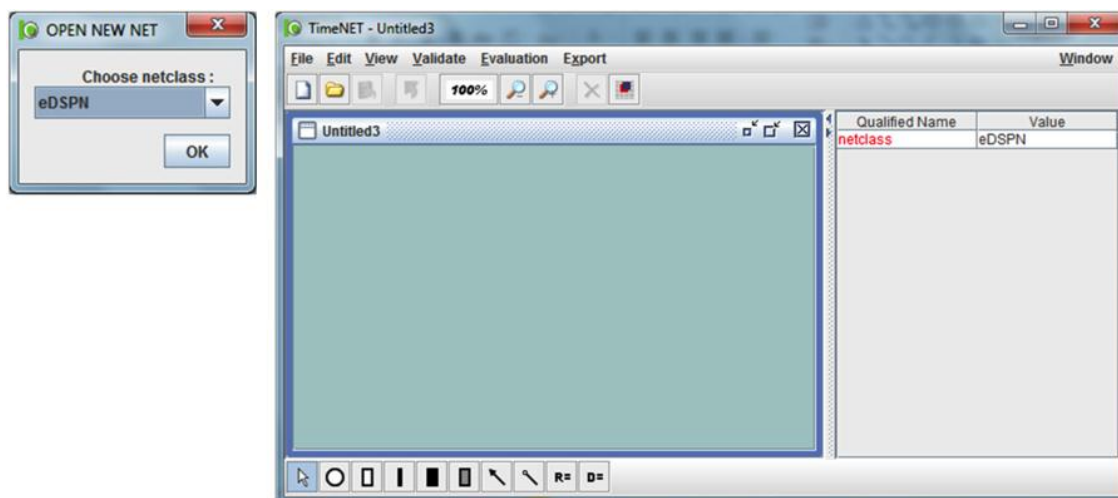 OPEN NEW NET
Choose netclass :
eDSPN
OK
TimeNET - Untitled3
File Edit View Validate Evaluation Export Window
100%
Untitled3
Qualified Name Value
netclass eDSPN
R= D=